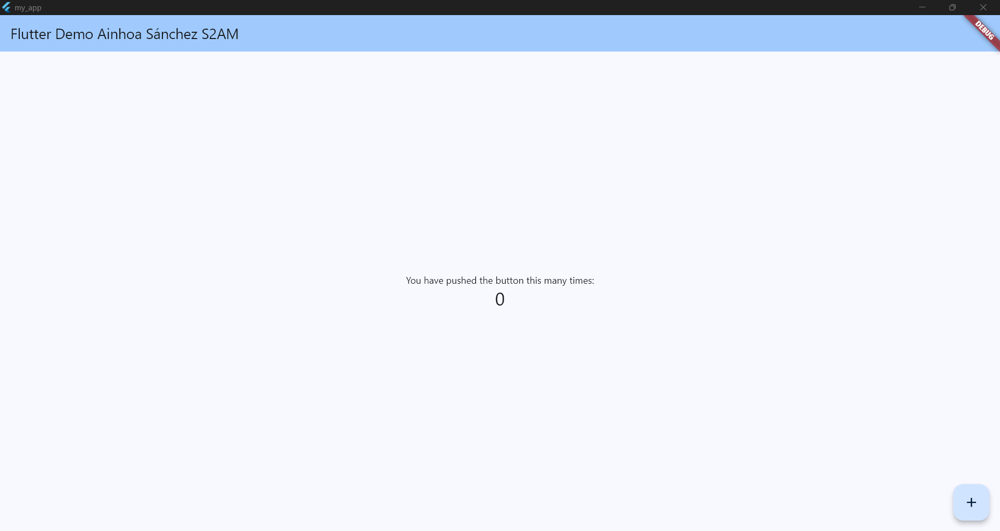 my_app
Flutter Demo Ainhoa Sánchez S2AM
DEBUG
You have pushed the button this many times:
0
+